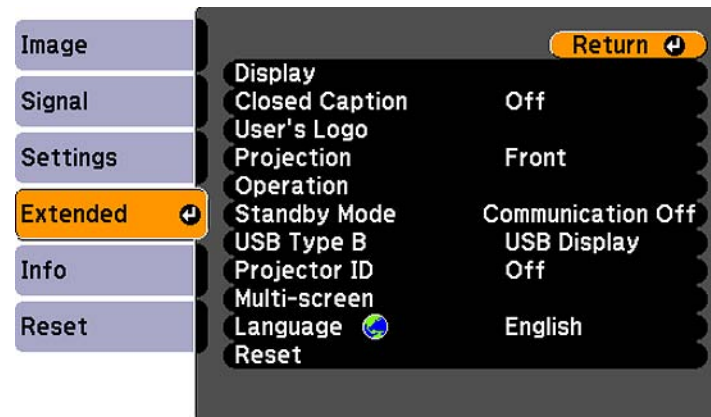 Image
Signal
Settings
Extended
Info
Reset
Return
Display
Closed Caption Off
User's Logo
Projection Front
Operation
Standby Mode Communication Off
USB Type B USB Display
Projector ID Off
Multi-screen
Language English
Reset